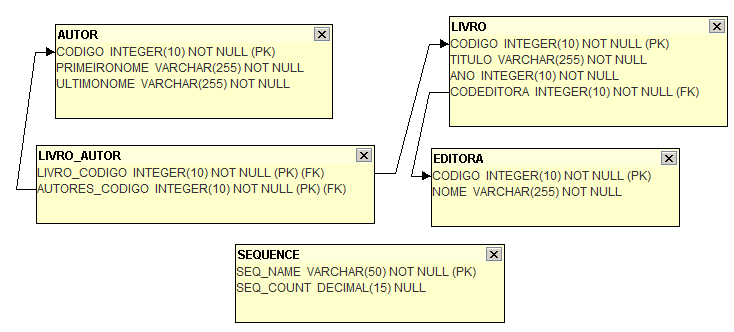 AUTOR
CODIGO INTEGER(10) NOT NULL (PK)
PRIMEIRONOME VARCHAR(255) NOT NULL
ULTIMONOME VARCHAR(255) NOT NULL
LIVRO
CODIGO INTEGER(10) NOT NULL (PK)
TITULO VARCHAR(255) NOT NULL
ANO INTEGER(10) NOT NULL
CODEDITORA INTEGER(10) NOT NULL (FK)
LIVRO_AUTOR
LIVRO_CODIGO INTEGER(10) NOT NULL (PK) (FK)
AUTORES_CODIGO INTEGER(10) NOT NULL (PK) (FK)
EDITORA
CODIGO INTEGER(10) NOT NULL (PK)
NOME VARCHAR(255) NOT NULL
SEQUENCE
SEQ_NAME VARCHAR(50) NOT NULL (PK)
SEQ_COUNT DECIMAL(15) NULL